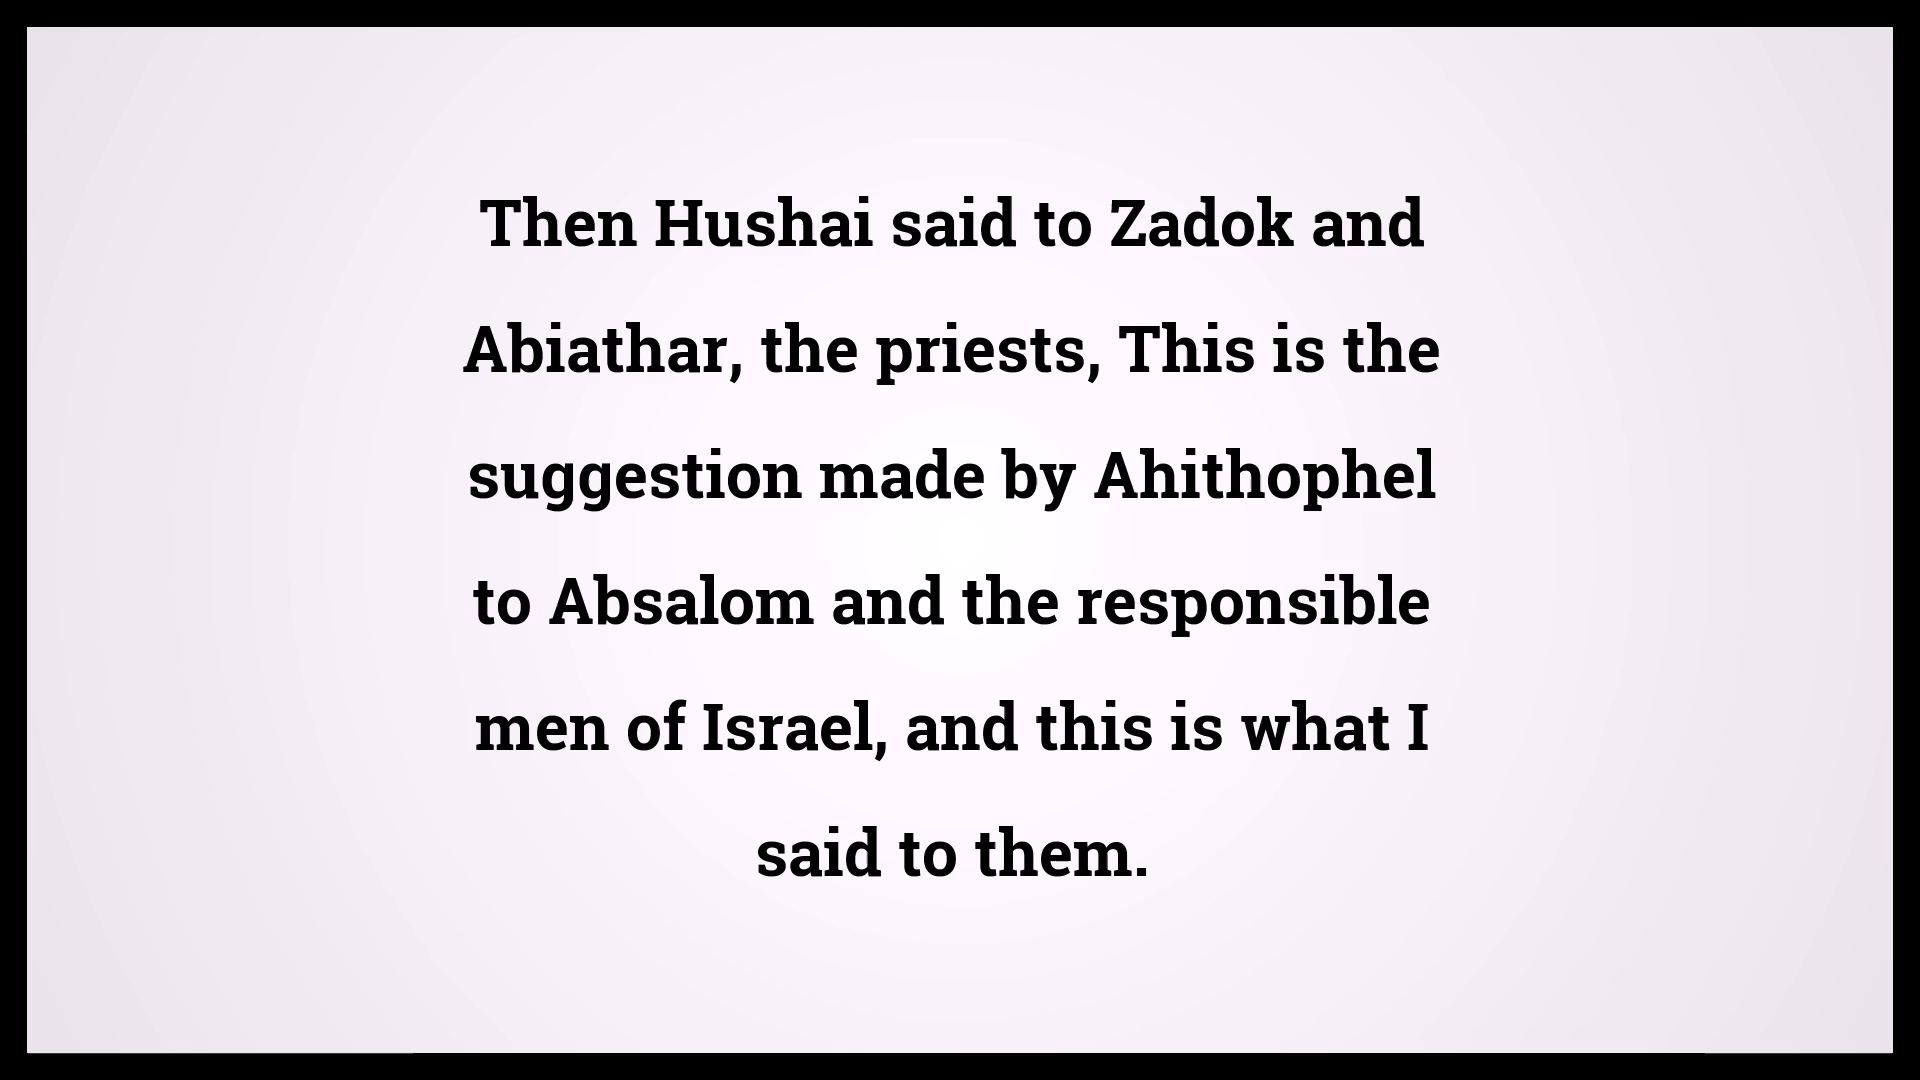 Then Hushai said to Zadok and
Abiathar, the priests, This is the
suggestion made by Ahithophel
to Absalom and the responsible
men of Israel, and this is what I
said to them.